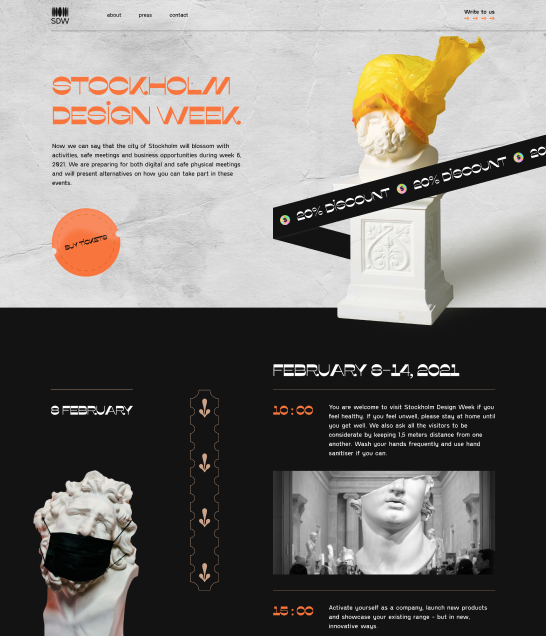 SDW
about press contact
Write to us
STOCKHOLM
DESIGN WEEK
Now we can say that the city of Stockholm will blossom with
activities, safe meetings and business opportunities during week 6,
2021. We are preparing for both digital and safe physical meetings
and will present alternatives on how you can take part in these
events.
BUY TICKETS
20% DISCOUNT 20% DISCOUNT 20
FEBRUARY 8-14, 2021
8 FEBRUARY
10:00
You are welcome to visit Stockholm Design Week if you
feel healthy. If you feel unwell, please stay at home until
you get well. We also ask all the visitors to be
considerate by keeping 1,5 meters distance from one
another. Wash your hands frequently and use hand
sanitiser if you can.
15:00
Activate yourself as a company, launch new products
and showcase your existing range - but in new,
innovative ways.